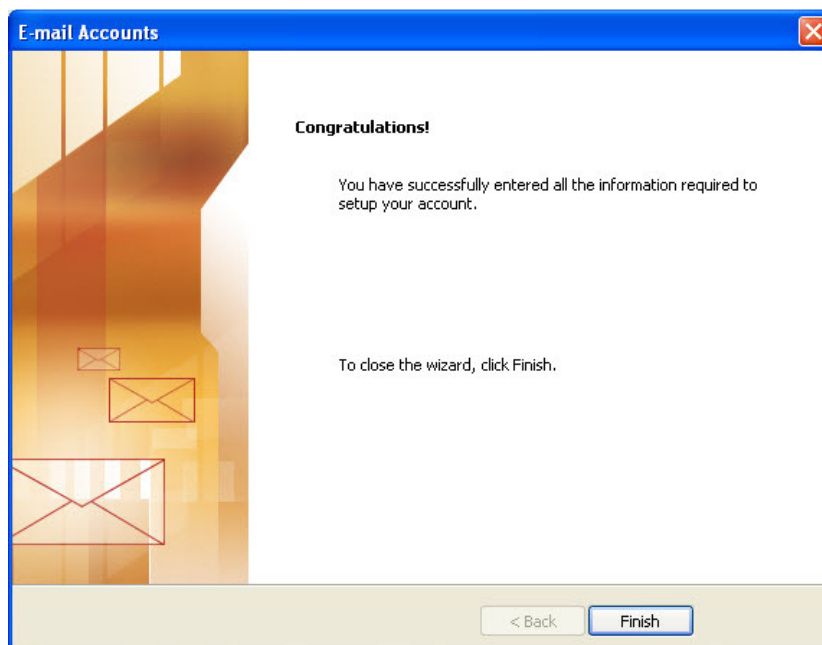 E-mail Accounts
Congratulations!
You have successfully entered all the information required to
setup your account.
To close the wizard, click Finish.
< Back
Finish